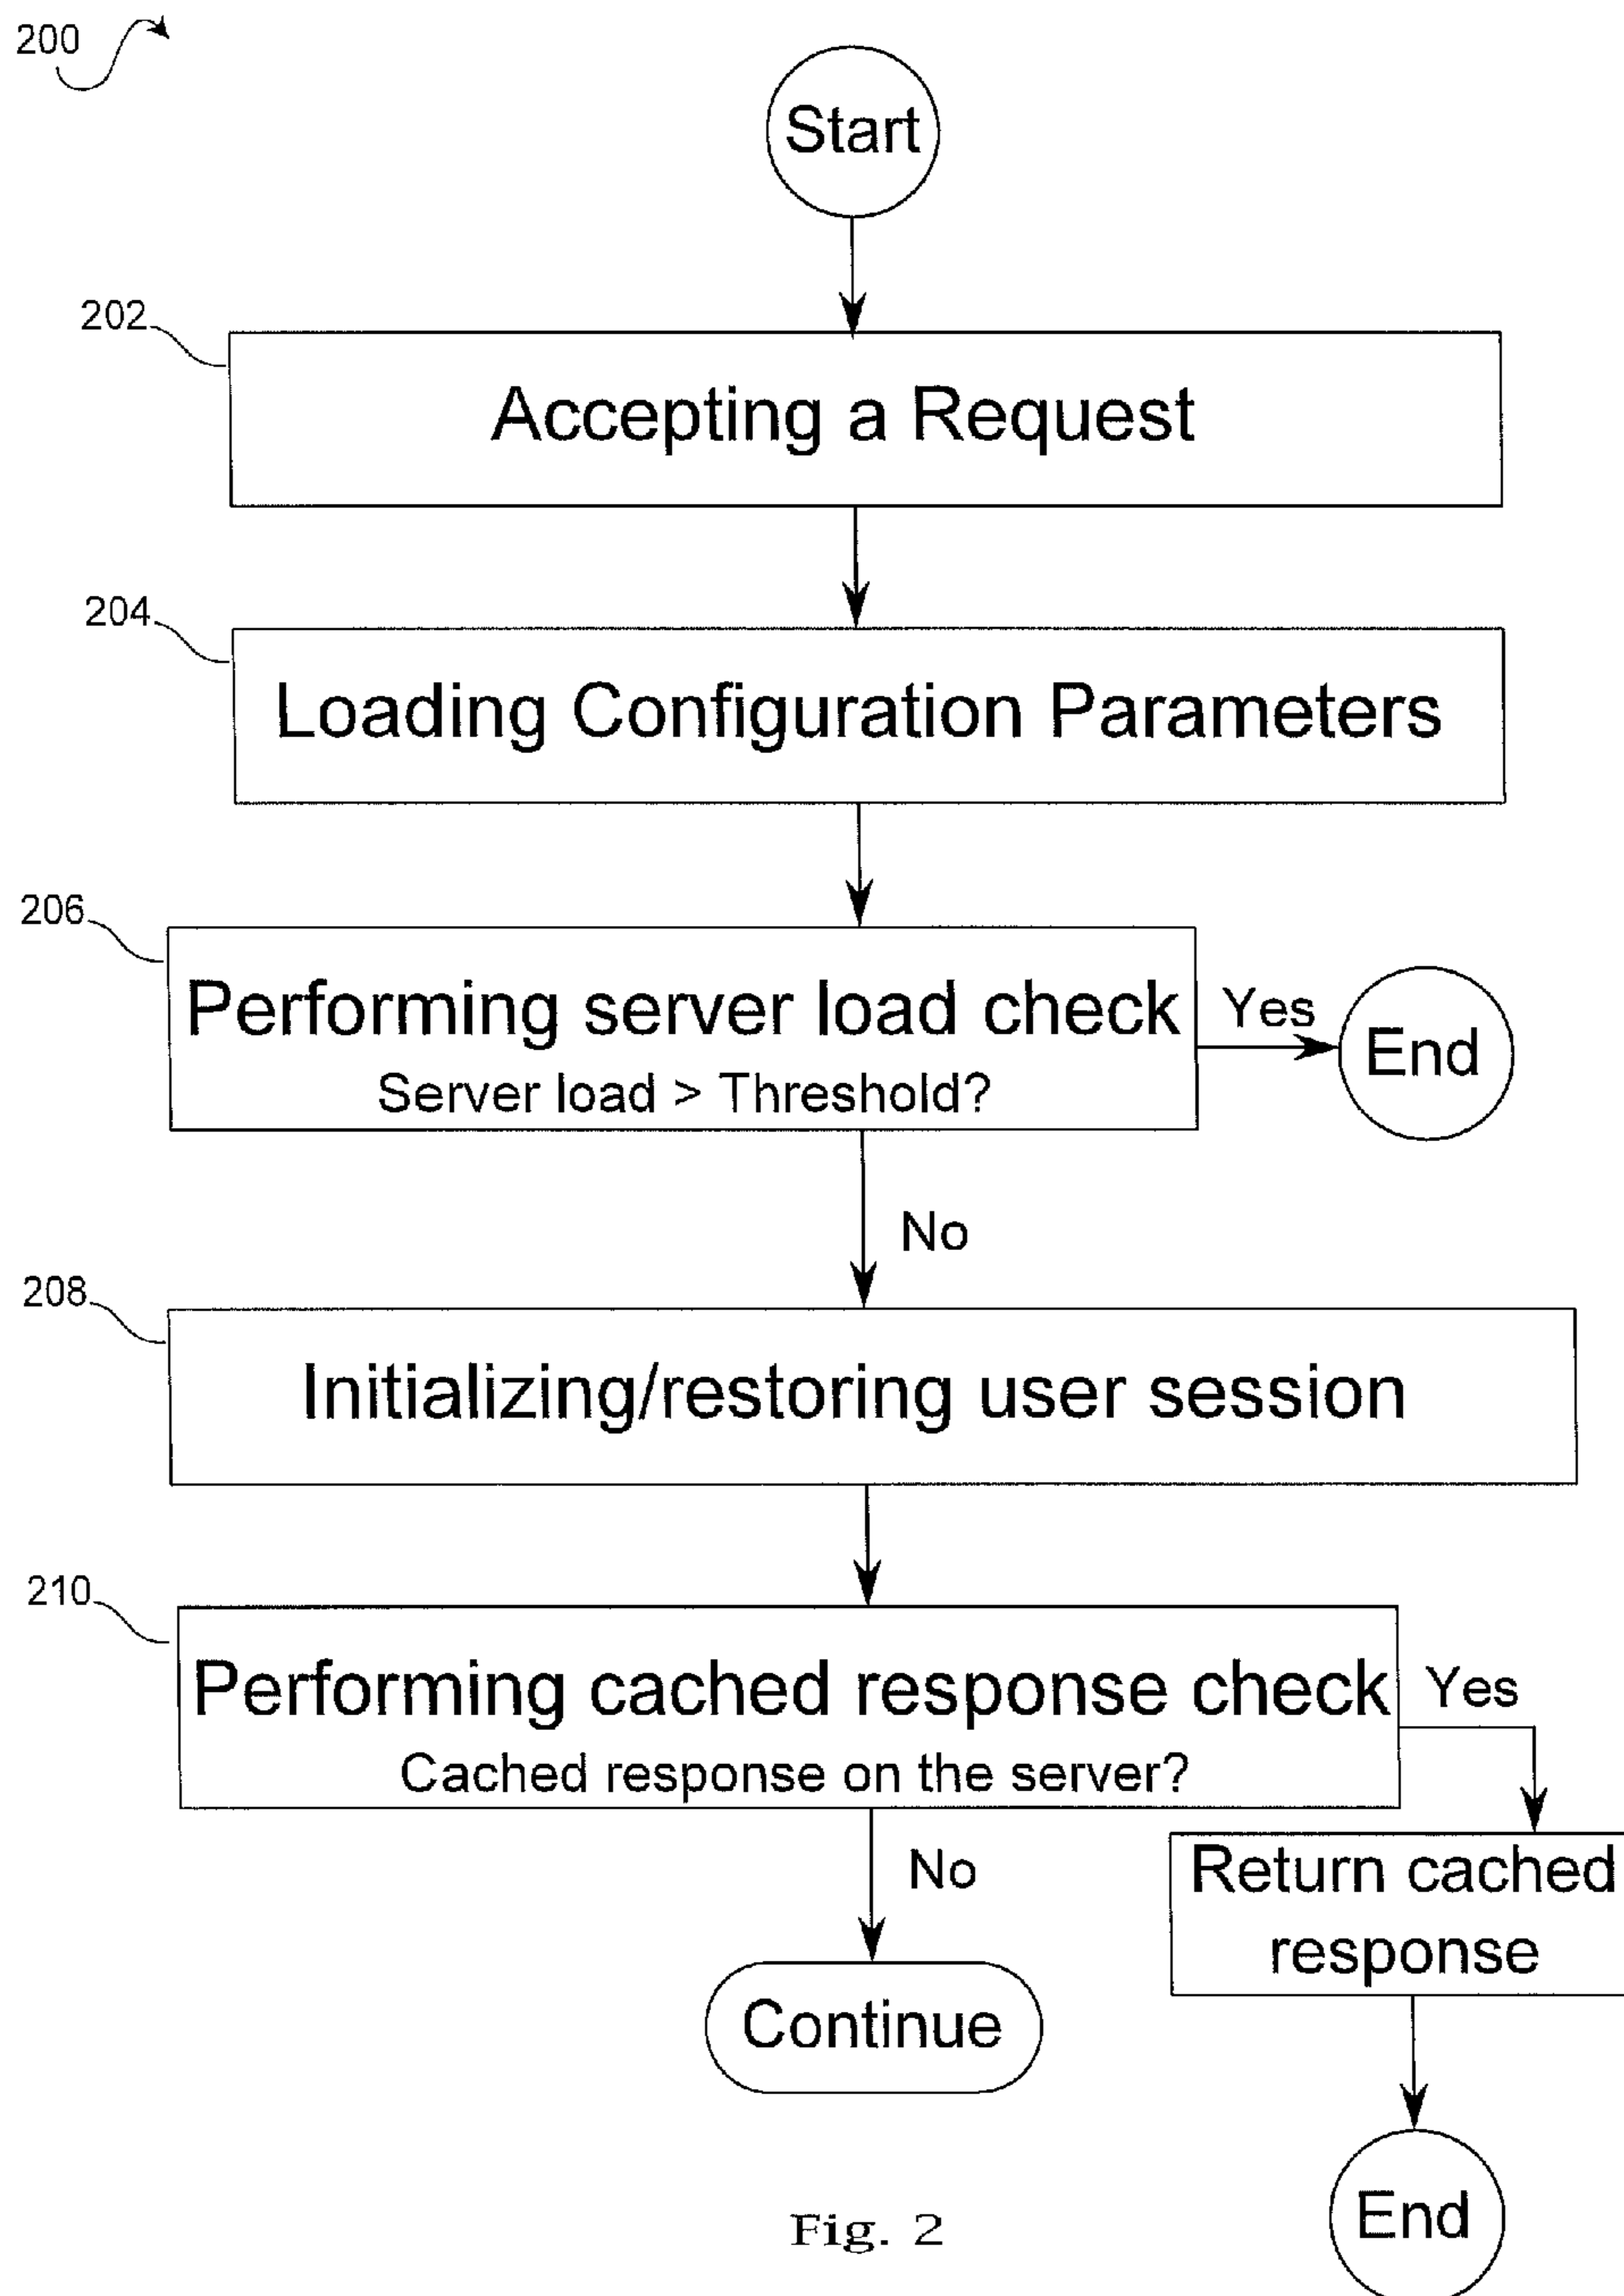 200
Start
202
Accepting a Request
204
Loading Configuration Parameters
206
Performing server load check
Server load > Threshold?
Yes
End
No
208
Initializing/restoring user session
210
Performing cached response check
Cached response on the server?
Yes
No
Return cached
response
Continue
End
Fig. 2